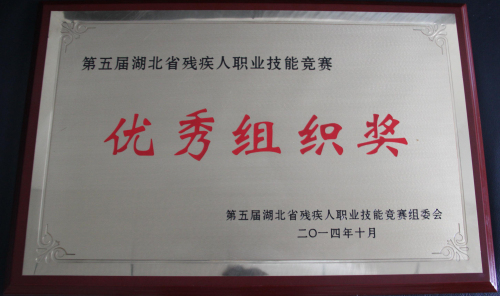 第五届湖北省残疾人职业技能竞赛
优秀组织奖
第五届湖北省残疾人职业技能竞赛组委会
二〇一四年十月